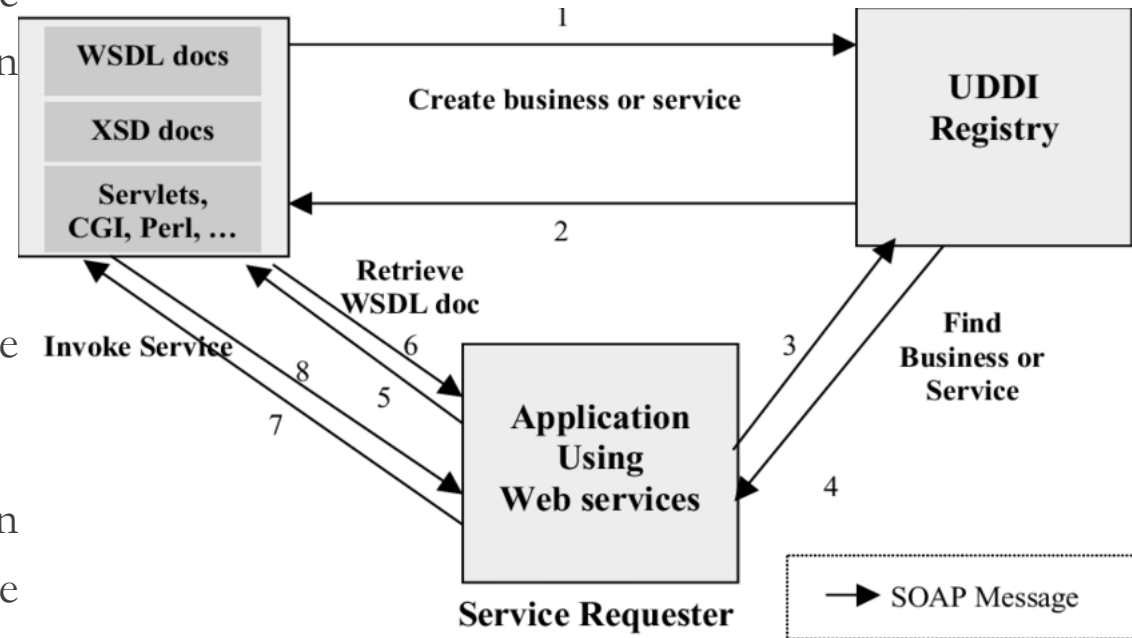 WSDL docs
XSD docs
Servlets,
CGI, Perl, …
1
Create business or service
2
UDDI
Registry
Retrieve
WSDL doc
Invoke Service
6
8
5
7
3
Find
Business or
Service
4
Application
Using
Web services
Service Requester
SOAP Message